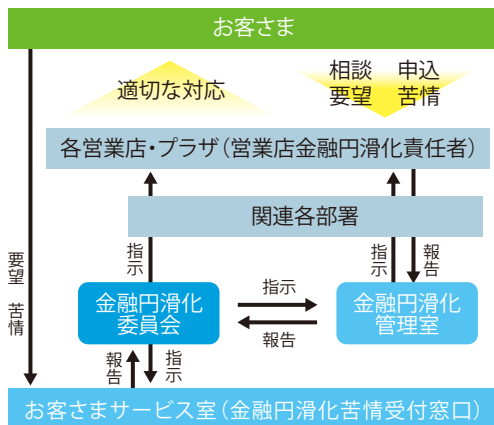 お客さま
適切な対応
相談 申込
要望 苦情
各営業店・プラザ（営業店金融円滑化責任者）
関連各部署
指示
指示
報告
要望 苦情
金融円滑化
委員会
指示
報告
金融円滑化
管理室
報告
指示
お客さまサービス室（金融円滑化苦情受付窓口）